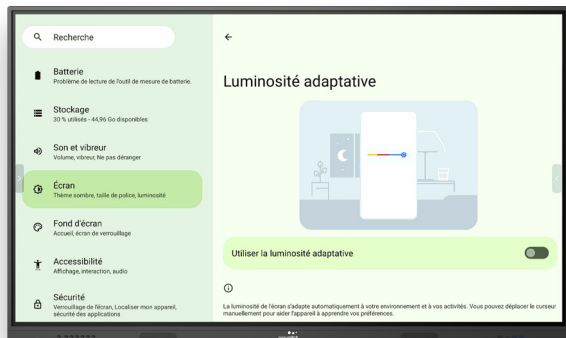 Recherche
Batterie
Problème de lecture de l'outil de mesure de batterie.
Stockage
30 % utilisés - 44,96 Go disponibles
Son et vibreur
Volume, vibreur, Ne pas déranger
Écran
Thème sombre, taille de police, luminosité
Fond d'écran
Accueil, écran de verrouillage
Accessibilité
Affichage, interaction, audio
Sécurité
Verrouillage de l'écran, Localiser mon appareil,
sécurité des applications
Luminosité adaptative
Utiliser la luminosité adaptative
La luminosité de l'écran s'adapte automatiquement à votre environnement et à vos activités. Vous pouvez déplacer le curseur
manuellement pour aider l'appareil à apprendre vos préférences.